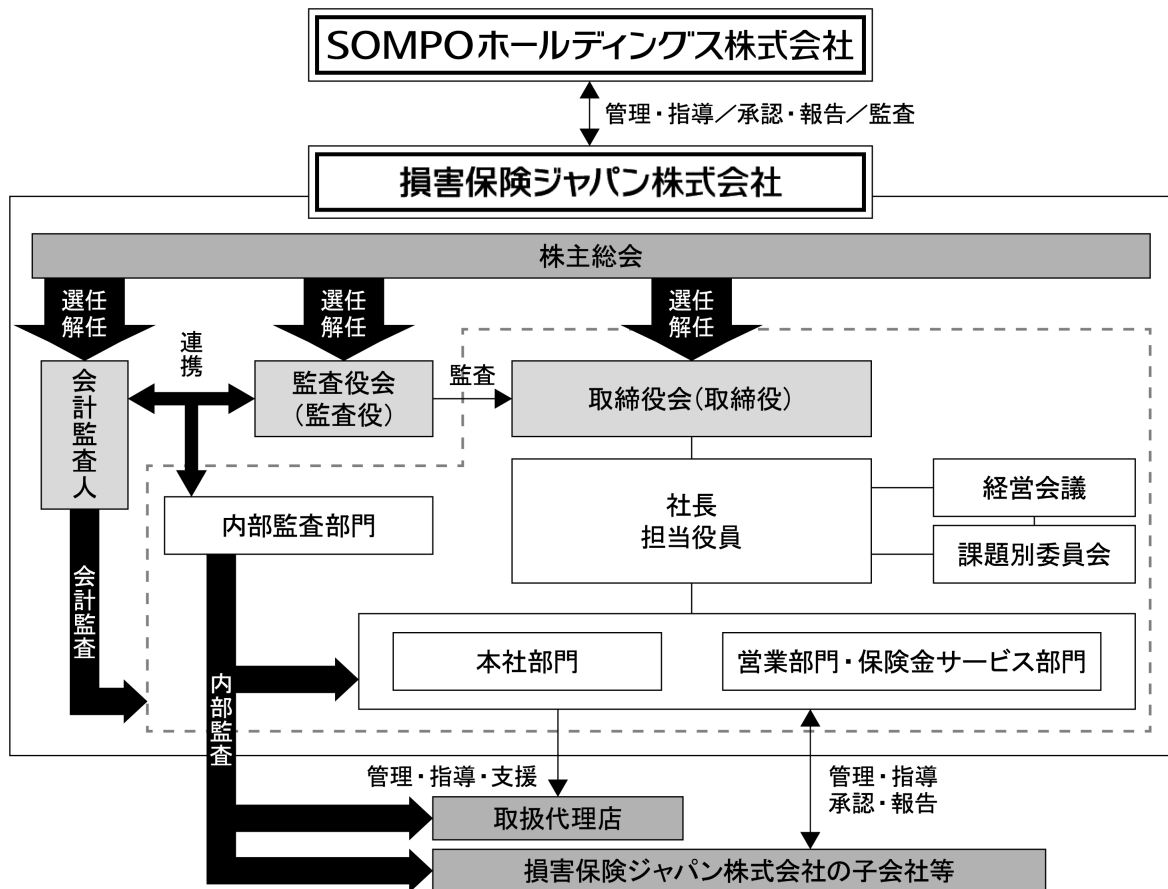 SOMPOホールディングス株式会社
管理・指導／承認・報告／監査
損害保険ジャパン株式会社
株主総会
選任
解任
選任
解任
選任
解任
連携
会計監査人
監査役会
（監査役）
監査
取締役会（取締役）
内部監査部門
社長
担当役員
経営会議
課題別委員会
会計監査
本社部門
営業部門・保険金サービス部門
内部監査
管理・指導・支援
管理・指導
承認・報告
取扱代理店
損害保険ジャパン株式会社の子会社等